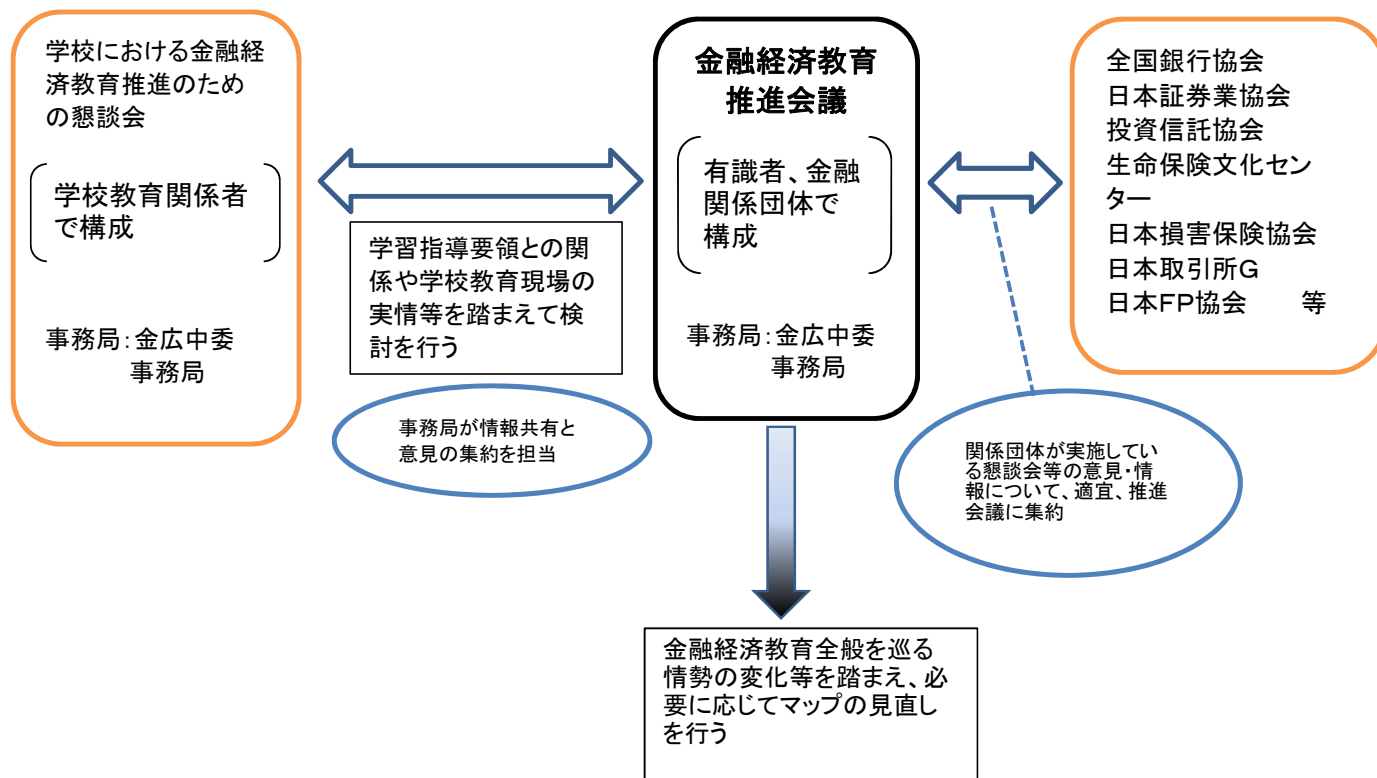 学校における金融経
済教育推進のため
の懇談会
学校教育関係者
で構成
事務局：金広中委
事務局
学習指導要領との関
係や学校教育現場の
実情等を踏まえて検
討を行う
事務局が情報共有と
意見の集約を担当
金融経済教育
推進会議
有識者、金融
関係団体で
構成
事務局：金広中委
事務局
全国銀行協会
日本証券業協会
投資信託協会
生命保険文化セン
ター
日本損害保険協会
日本取引所G
日本FP協会　　等
関係団体が実施してい
る懇談会等の意見・情
報について、適宜、推進
会議に集約
金融経済教育全般を巡る
情勢の変化等を踏まえ、必
要に応じてマップの見直し
を行う